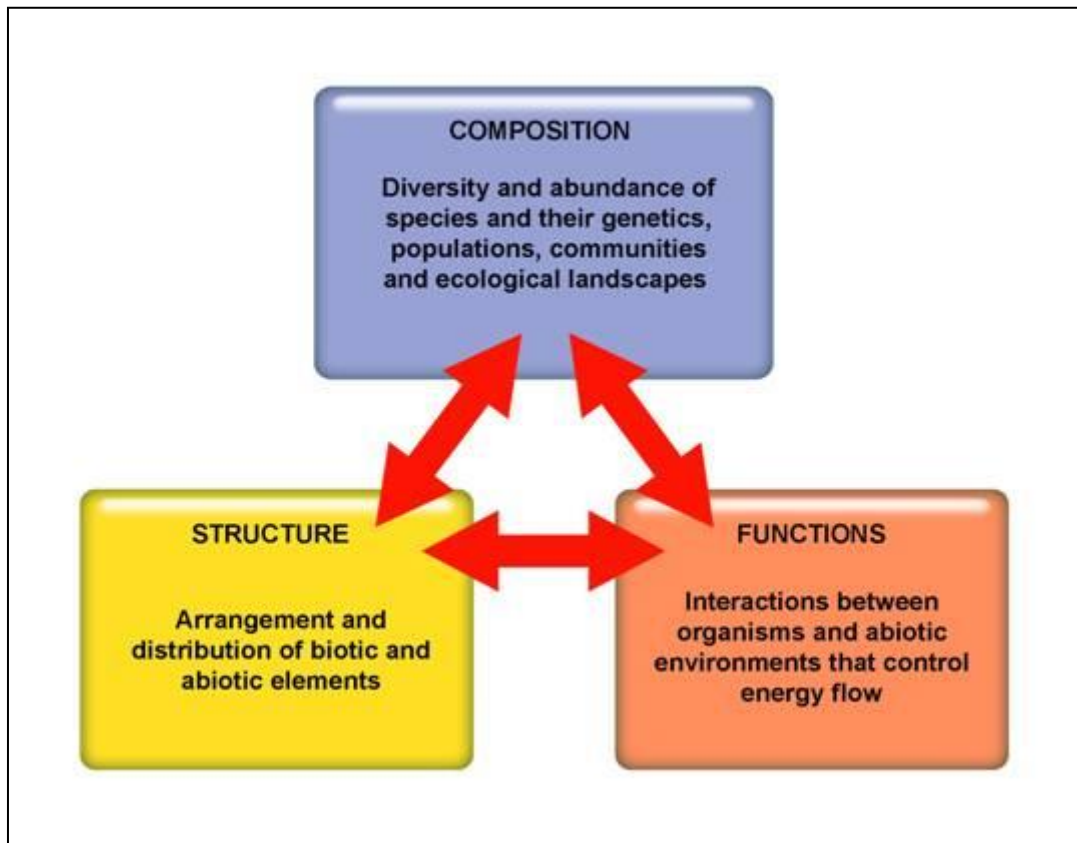 COMPOSITION
Diversity and abundance of
species and their genetics,
populations, communities
and ecological landscapes
STRUCTURE
Arrangement and
distribution of biotic and
abiotic elements
FUNCTIONS
Interactions between
organisms and abiotic
environments that control
energy flow